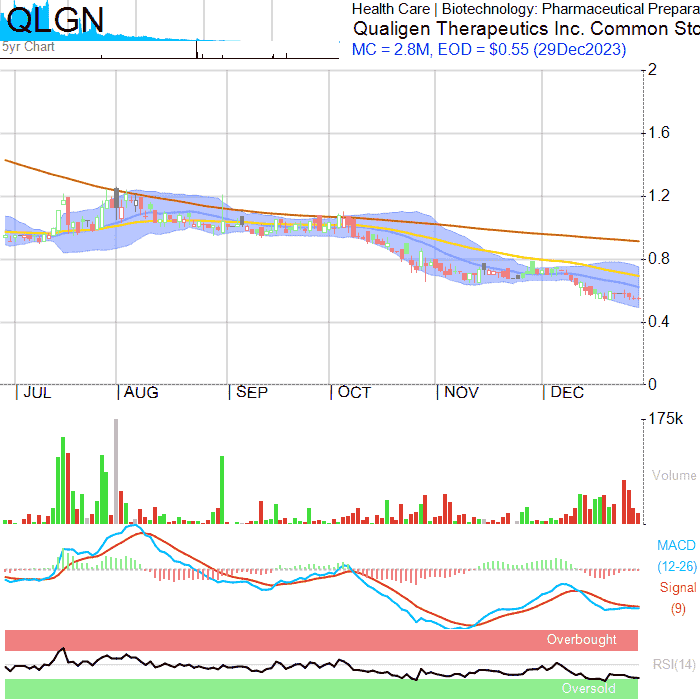 QLGN
5yr Chart
Health Care | Biotechnology: Pharmaceutical Prepara
Qualigen Therapeutics Inc. Common Sto
MC = 2.8M, EOD = $0.55 (29Dec2023)
2
1.6
1.2
0.8
0.4
0
JUL AUG SEP OCT NOV DEC
175k
Volume
MACD
(12-26)
Signal
(9)
Overbought
RSI(14)
Oversold